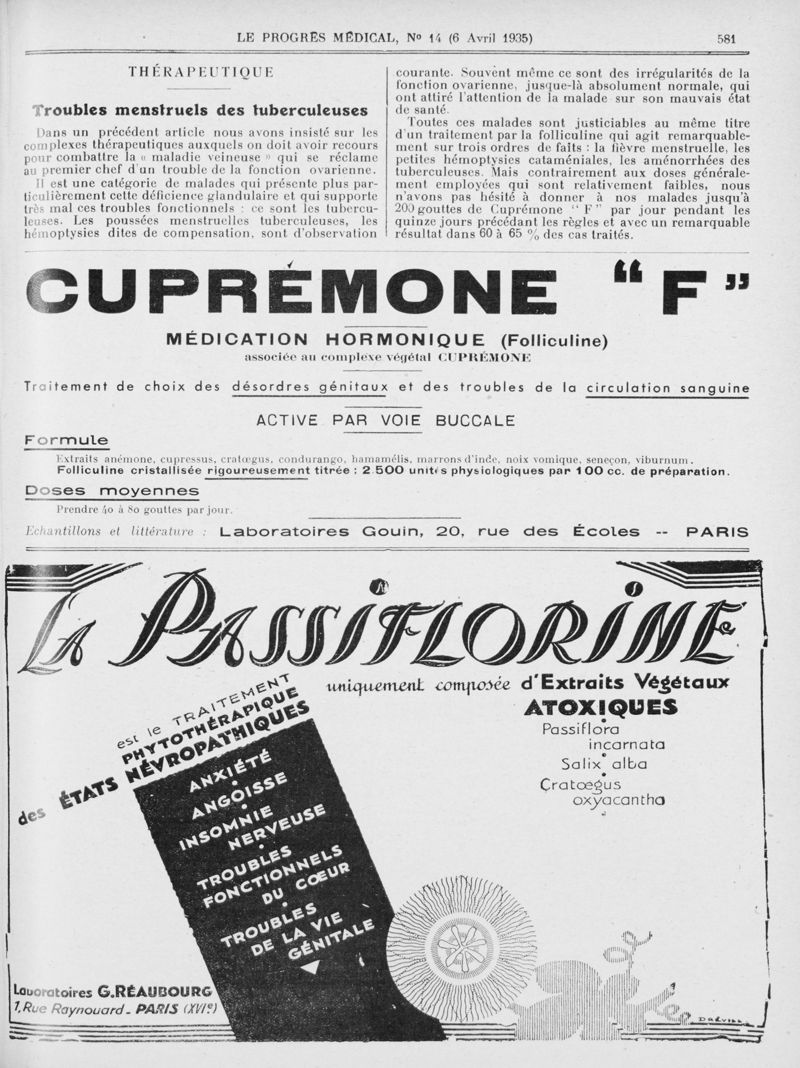 LE PROGRÈS MÉDICAL, No 14 (6 Avril 1935)
581
THÉRAPEUTIQUE
Troubles menstruels des tuberculeuses
Dans un précédent article nous avons insisté sur les
complexes thérapeutiques auxquels on doit avoir recours
pour combattre la « maladie veineuse » qui se réclame
au premier chef d'un trouble de la fonction ovarienne.
Il est une catégorie de malades qui présente plus par-
ticulièrement cette déficience glandulaire et qui supporte
très mal ces troubles fonctionnels : ce sont les tubercu-
leuses. Les poussées menstruelles tuberculeuses, les
hémoptysies dites de compensation, sont d'observation
courante. Souvent même ce sont des irrégularités de la
fonction ovarienne, jusque-là absolument normale, qui
ont attiré l'attention de la malade sur son mauvais état
de santé.
Toutes ces malades sont justiciables au même titre
d'un traitement par la folliculine qui agit remarquable-
ment sur trois ordres de faits : la fièvre menstruelle, les
petites hémoptysies cataméniales, les aménorrhées des
tuberculeuses. Mais contrairement aux doses générale-
ment employées qui sont relativement faibles, nous
n'avons pas hésité à donner à nos malades jusqu'à
200 gouttes de Cuprémone "F" par jour pendant les
quinze jours précédant les règles et avec un remarquable
résultat dans 60 à 65 % des cas traités.
CUPRÉMONE "F"
MÉDICATION HORMONIQUE (Folliculine)
associée au complexe végétal CUPRÉMONE
Traitement de choix des désordres génitaux et des troubles de la circulation sanguine
ACTIVE PAR VOIE BUCCALE
Formule
Extraits anémone, cupressus, cratœgus, condurango, hamamélis, marrons d'inde, noix vomique, seneçon, viburnum.
Folliculine cristallisée rigoureusement titrée : 2 500 unités physiologiques par 100 cc. de préparation.
Doses moyennes
Prendre 40 à 80 gouttes par jour.
Echantillons et littérature : Laboratoires Gouin, 20, rue des Écoles -- PARIS
LA PASSIFLORINE
uniquement composée d'Extraits Végétaux
ATOXIQUES
Passiflora
incarnata
Salix alba
Cratœgus
oxyacantha
est le TRAITEMENT
PHYTOTHÉRAPIQUE
des ÉTATS NÉVROPATHIQUES
ANXIÉTÉ
ANGOISSE
INSOMNIE
NERVEUSE
TROUBLES
FONCTIONNELS
DU CŒUR
TROUBLES
DE LA VIE
GÉNITALE
Laboratoires G.RÉAUBOURG
1, Rue Raynouard_ PARIS (XVIe)